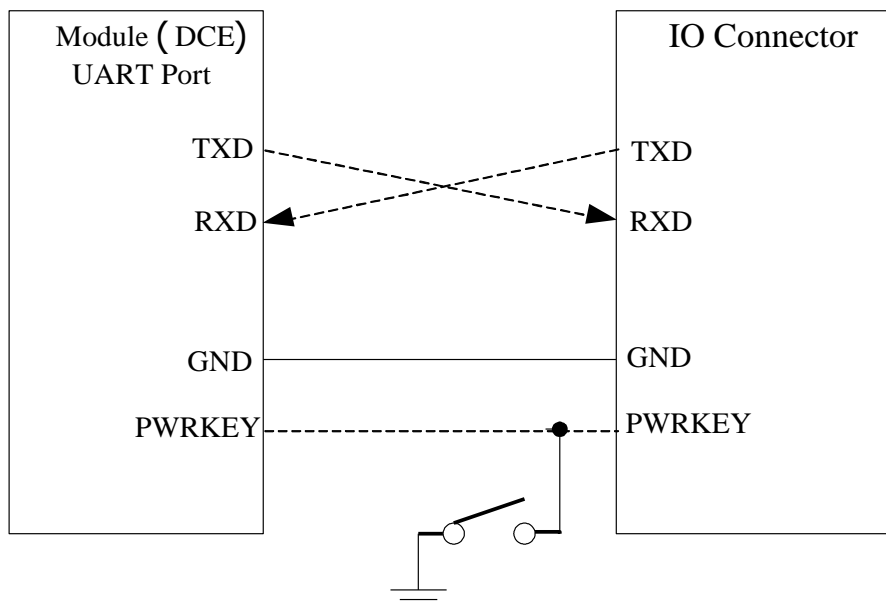 Module ( DCE)
UART Port
TXD
RXD
GND
PWRKEY
IO Connector
TXD
RXD
GND
PWRKEY